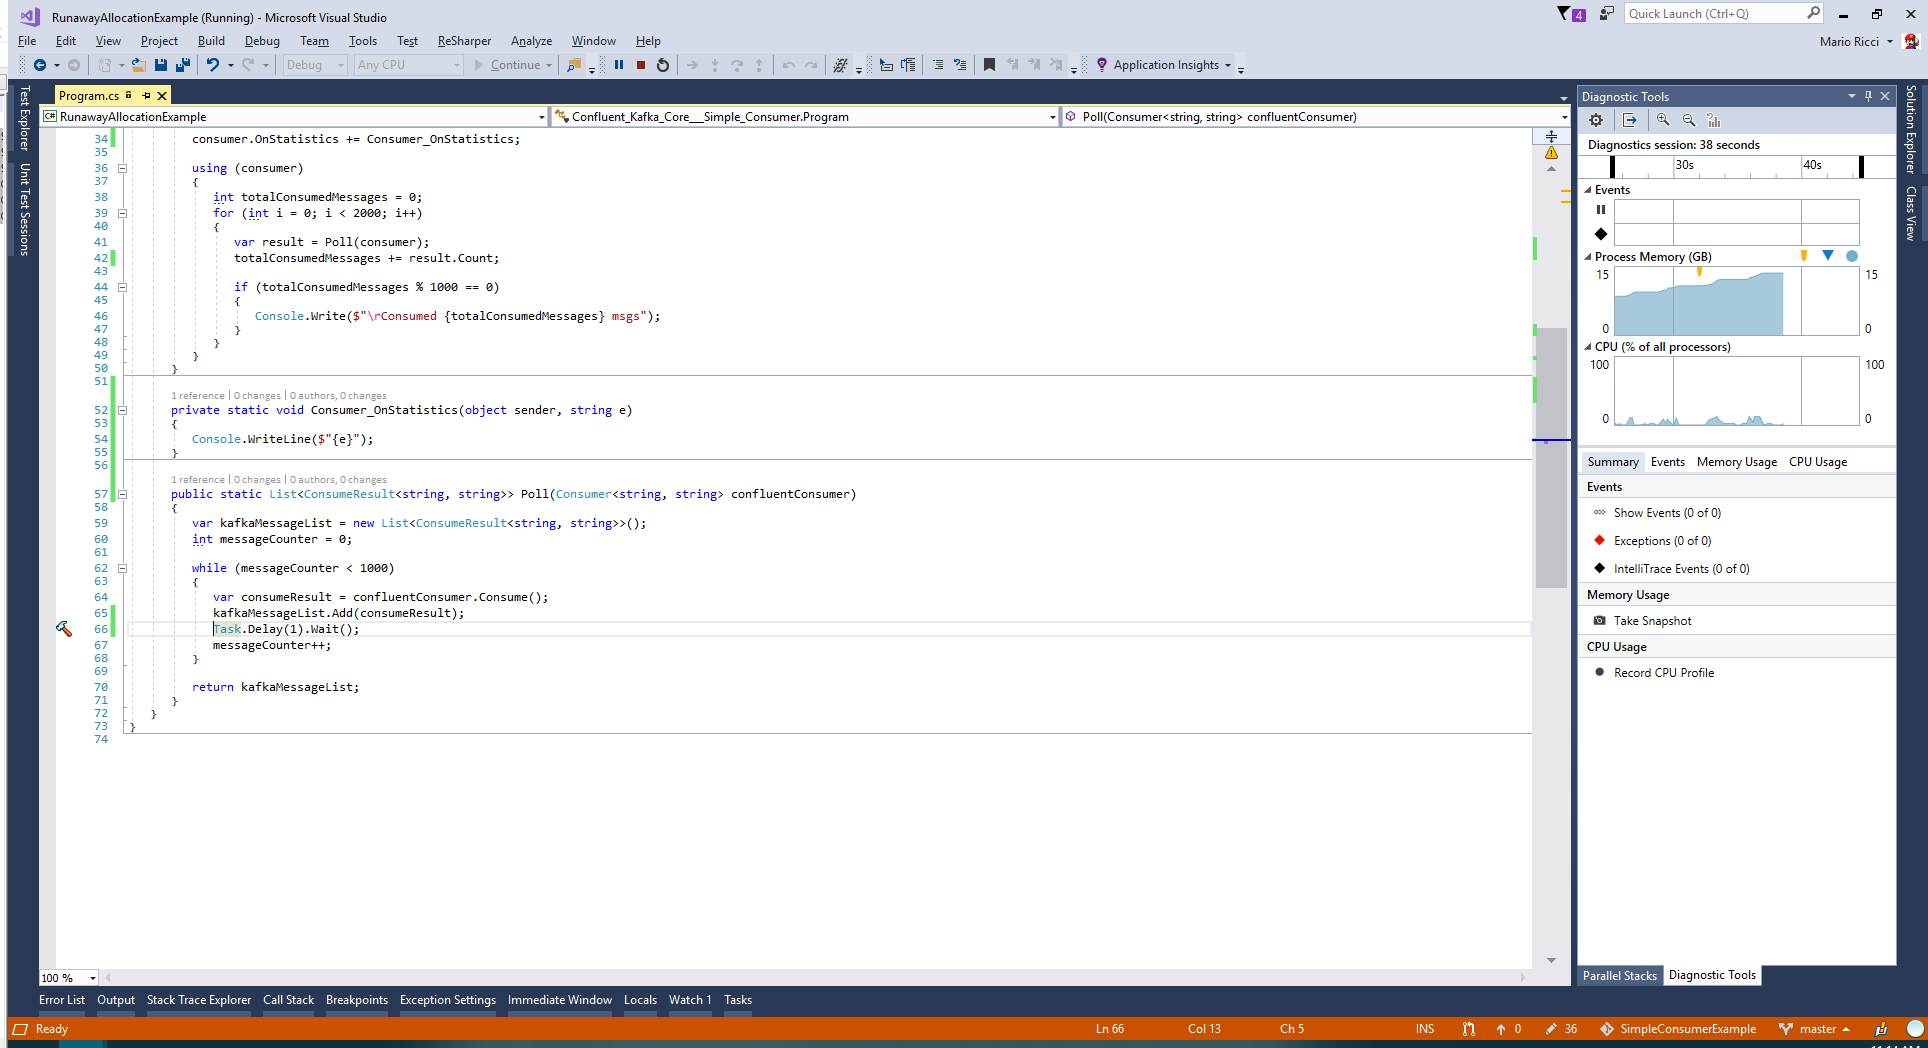 RunawayAllocationExample (Running) - Microsoft Visual Studio
4
Quick Launch (Ctrl+Q)
File Edit View Project Build Debug Team Tools Test ReSharper Analyze Window Help
Mario Ricci
Debug Any CPU Continue Application Insights
Test Explorer
Unit Test Sessions
Program.cs
C# RunawayAllocationExample
Confluent_Kafka_Core___Simple_Consumer.Program
Poll(Consumer<string, string> confluentConsumer)
34 consumer.OnStatistics += Consumer_OnStatistics;
35
36 using (consumer)
37 {
38 int totalConsumedMessages = 0;
39 for (int i = 0; i < 2000; i++)
40 {
41 var result = Poll(consumer);
42 totalConsumedMessages += result.Count;
43
44 if (totalConsumedMessages % 1000 == 0)
45 {
46 Console.Write($"\rConsumed {totalConsumedMessages} msgs");
47 }
48 }
49 }
50 }
51
1 reference | 0 changes | 0 authors, 0 changes
52 private static void Consumer_OnStatistics(object sender, string e)
53 {
54 Console.WriteLine($"{e}");
55 }
56
1 reference | 0 changes | 0 authors, 0 changes
57 public static List<ConsumeResult<string, string>> Poll(Consumer<string, string> confluentConsumer)
58 {
59 var kafkaMessageList = new List<ConsumeResult<string, string>>();
60 int messageCounter = 0;
61
62 while (messageCounter < 1000)
63 {
64 var consumeResult = confluentConsumer.Consume();
65 kafkaMessageList.Add(consumeResult);
66 Task.Delay(1).Wait();
67 messageCounter++;
68 }
69
70 return kafkaMessageList;
71 }
72 }
73 }
74
100 %
Diagnostic Tools
Diagnostics session: 38 seconds
30s 40s
Events
Process Memory (GB)
15 15
0 0
CPU (% of all processors)
100 100
0 0
Summary Events Memory Usage CPU Usage
Events
Show Events (0 of 0)
Exceptions (0 of 0)
IntelliTrace Events (0 of 0)
Memory Usage
Take Snapshot
CPU Usage
Record CPU Profile
Parallel Stacks Diagnostic Tools
Solution Explorer
Class View
Error List Output Stack Trace Explorer Call Stack Breakpoints Exception Settings Immediate Window Locals Watch 1 Tasks
Ready Ln 66 Col 13 Ch 5 INS 0 36 SimpleConsumerExample master